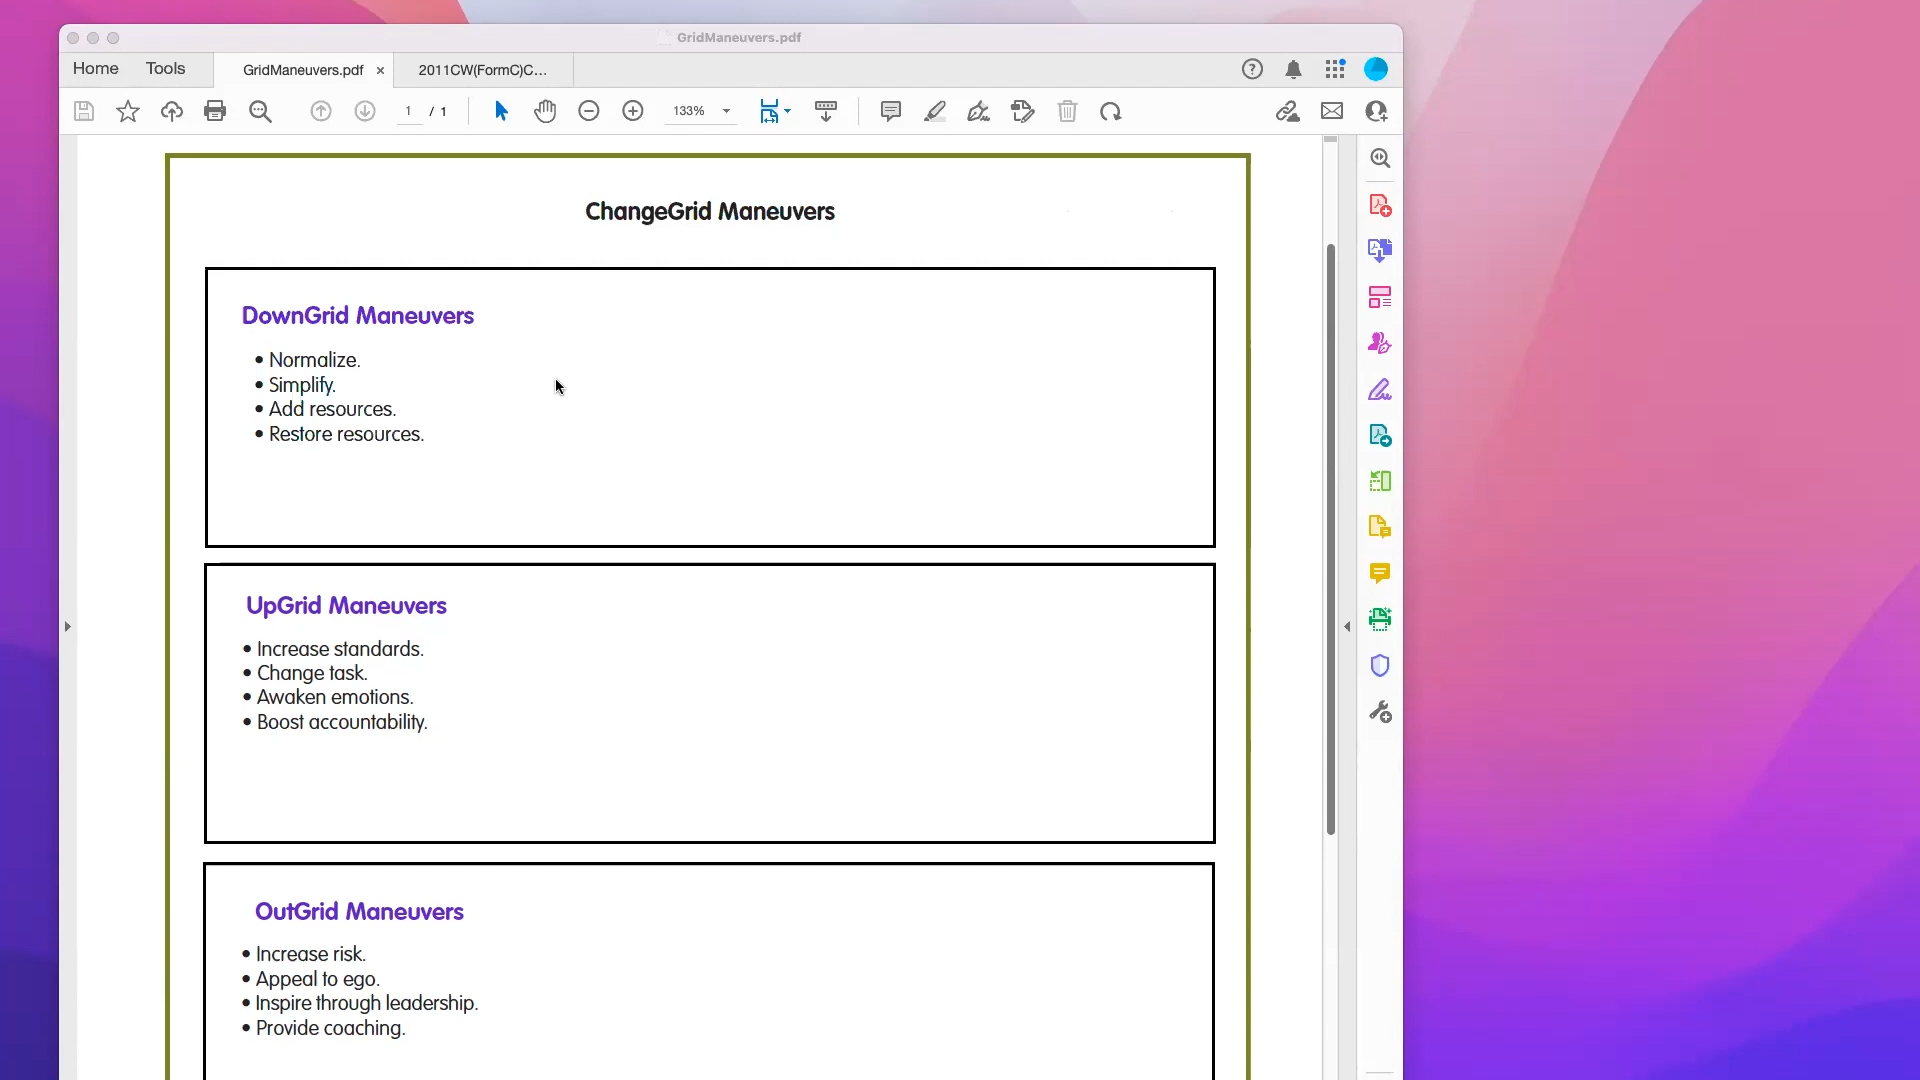 GridManeuvers.pdf
Home Tools GridManeuvers.pdf × 2011CW(FormC)C...
1 / 1 133%
ChangeGrid Maneuvers
DownGrid Maneuvers
• Normalize.
• Simplify.
• Add resources.
• Restore resources.
UpGrid Maneuvers
• Increase standards.
• Change task.
• Awaken emotions.
• Boost accountability.
OutGrid Maneuvers
• Increase risk.
• Appeal to ego.
• Inspire through leadership.
• Provide coaching.